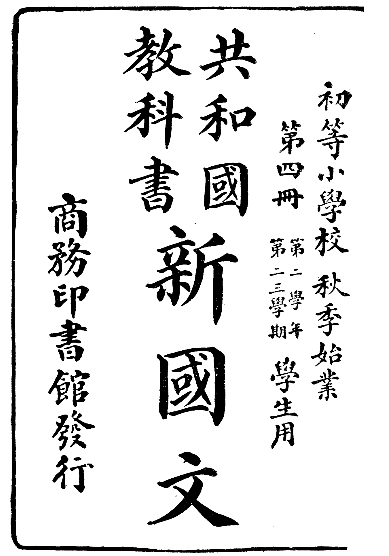 初等小學校 秋季始業
第四冊 第二學年 第二三學期 學生用
共和國
教科書
新國文
商務印書館發行